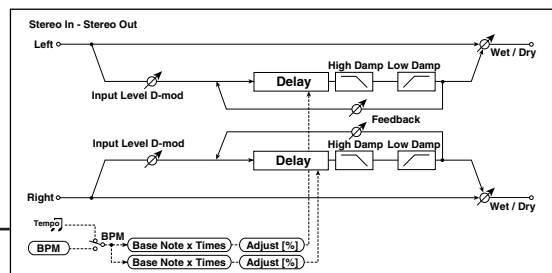 Stereo In - Stereo Out
Left
Wet / Dry
High Damp Low Damp
Delay
Input Level D-mod
Feedback
Input Level D-mod
High Damp Low Damp
Delay
Right
Wet / Dry
Tempo
BPM
BPM
Base Note x Times Adjust [%]
Base Note x Times Adjust [%]